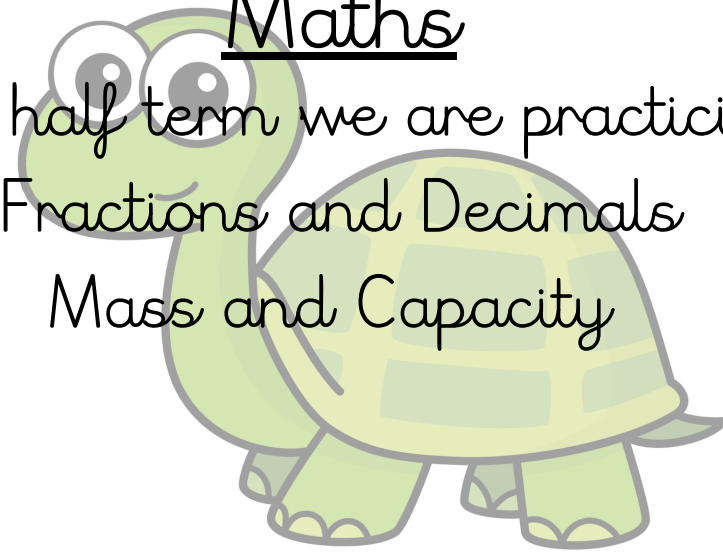 Maths
half term we are practici
Fractions and Decimals
Mass and Capacity